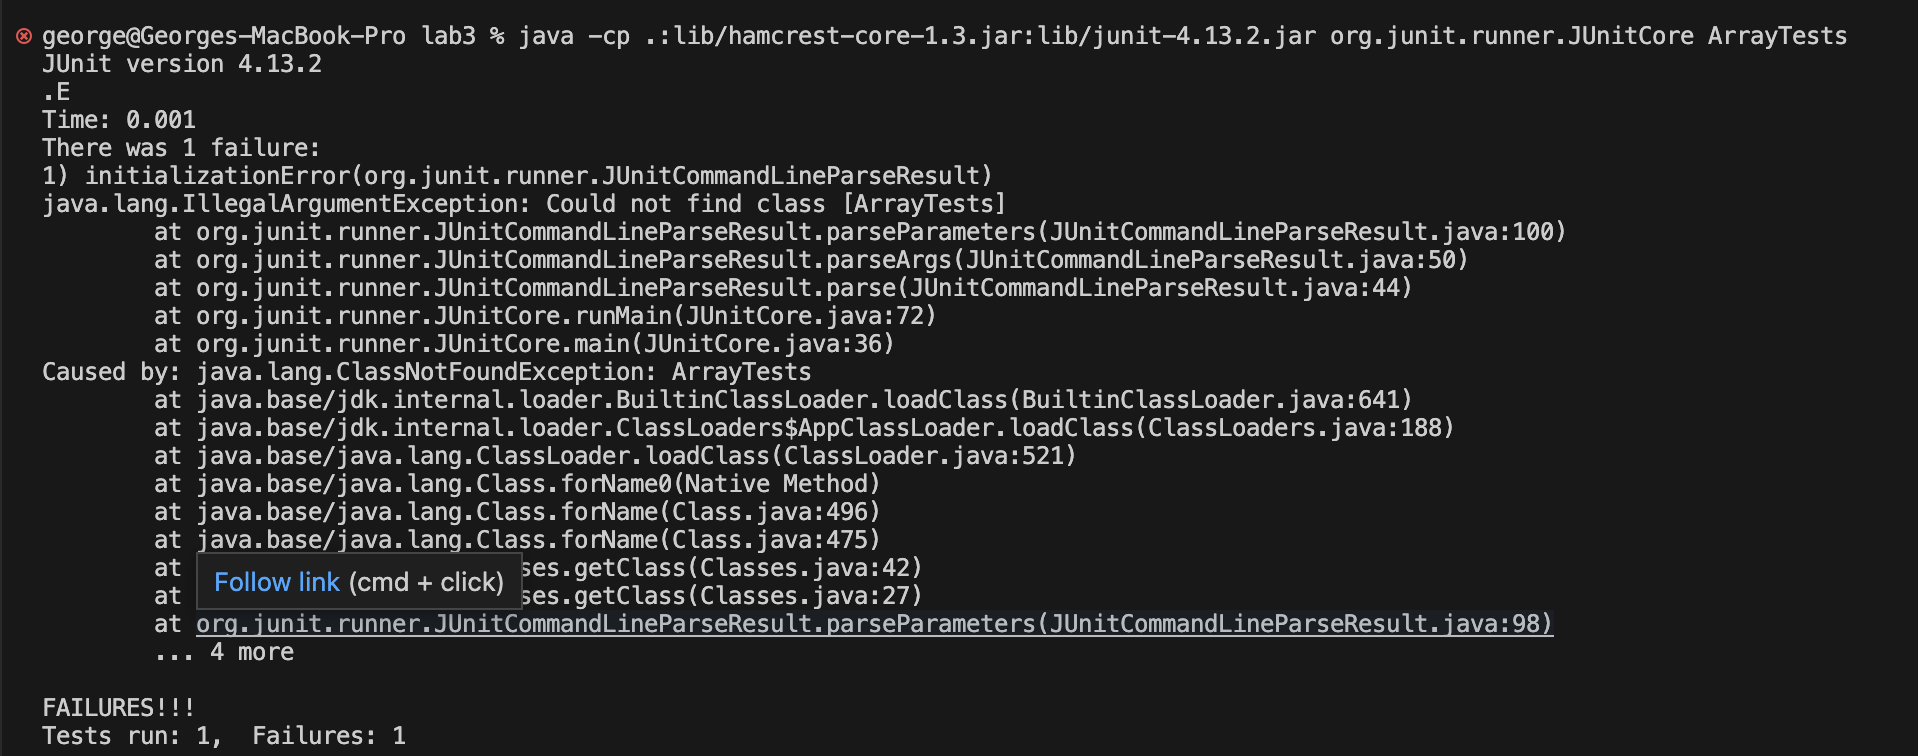 george@Georges-MacBook-Pro lab3 % java -cp .:lib/hamcrest-core-1.3.jar:lib/junit-4.13.2.jar org.junit.runner.JUnitCore ArrayTests
JUnit version 4.13.2
.E
Time: 0.001
There was 1 failure:
1) initializationError(org.junit.runner.JUnitCommandLineParseResult)
java.lang.IllegalArgumentException: Could not find class [ArrayTests]
at org.junit.runner.JUnitCommandLineParseResult.parseParameters(JUnitCommandLineParseResult.java:100)
at org.junit.runner.JUnitCommandLineParseResult.parseArgs(JUnitCommandLineParseResult.java:50)
at org.junit.runner.JUnitCommandLineParseResult.parse(JUnitCommandLineParseResult.java:44)
at org.junit.runner.JUnitCore.runMain(JUnitCore.java:72)
at org.junit.runner.JUnitCore.main(JUnitCore.java:36)
Caused by: java.lang.ClassNotFoundException: ArrayTests
at java.base/jdk.internal.loader.BuiltinClassLoader.loadClass(BuiltinClassLoader.java:641)
at java.base/jdk.internal.loader.ClassLoaders$AppClassLoader.loadClass(ClassLoaders.java:188)
at java.base/java.lang.ClassLoader.loadClass(ClassLoader.java:521)
at java.base/java.lang.Class.forName0(Native Method)
at java.base/java.lang.Class.forName(Class.java:496)
at java.base/java.lang.Class.forName(Class.java:475)
at ses.getClass(Classes.java:42)
Follow link (cmd + click)
at ses.getClass(Classes.java:27)
at org.junit.runner.JUnitCommandLineParseResult.parseParameters(JUnitCommandLineParseResult.java:98)
... 4 more
FAILURES!!!
Tests run: 1,  Failures: 1